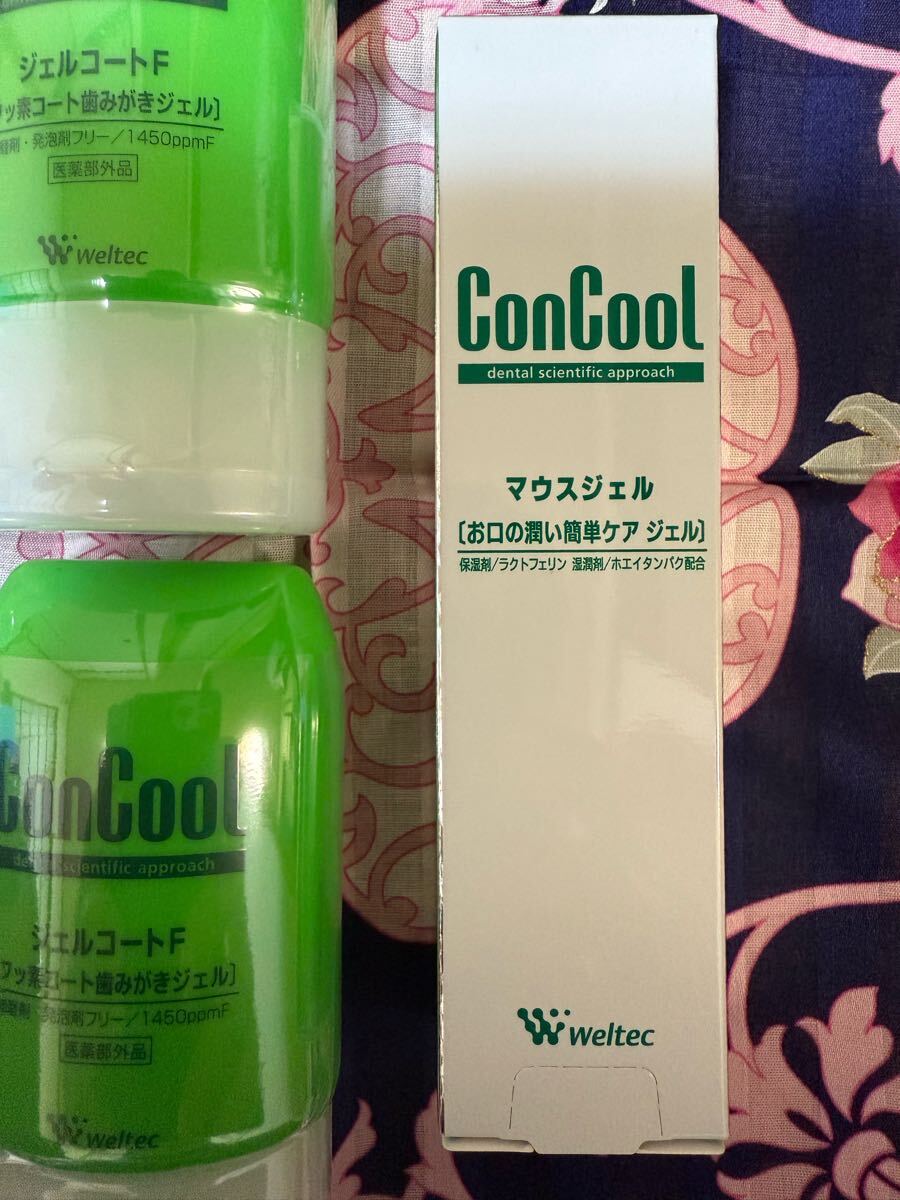 ジェルコートF
ッ素コート歯みがきジェル]
剤・発泡剤フリー/1450ppmF
医薬部外品
weltec
ConCool
dental scientific approach
ジェルコートF
フッ素コート歯みがきジェル]
剤・発泡剤フリー/1450ppmF
医薬部外品
weltec
ConCool
dental scientific approach
マウスジェル
[お口の潤い簡単ケア ジェル]
保湿剤/ラクトフェリン 湿潤剤/ホエイタンパク配合
weltec